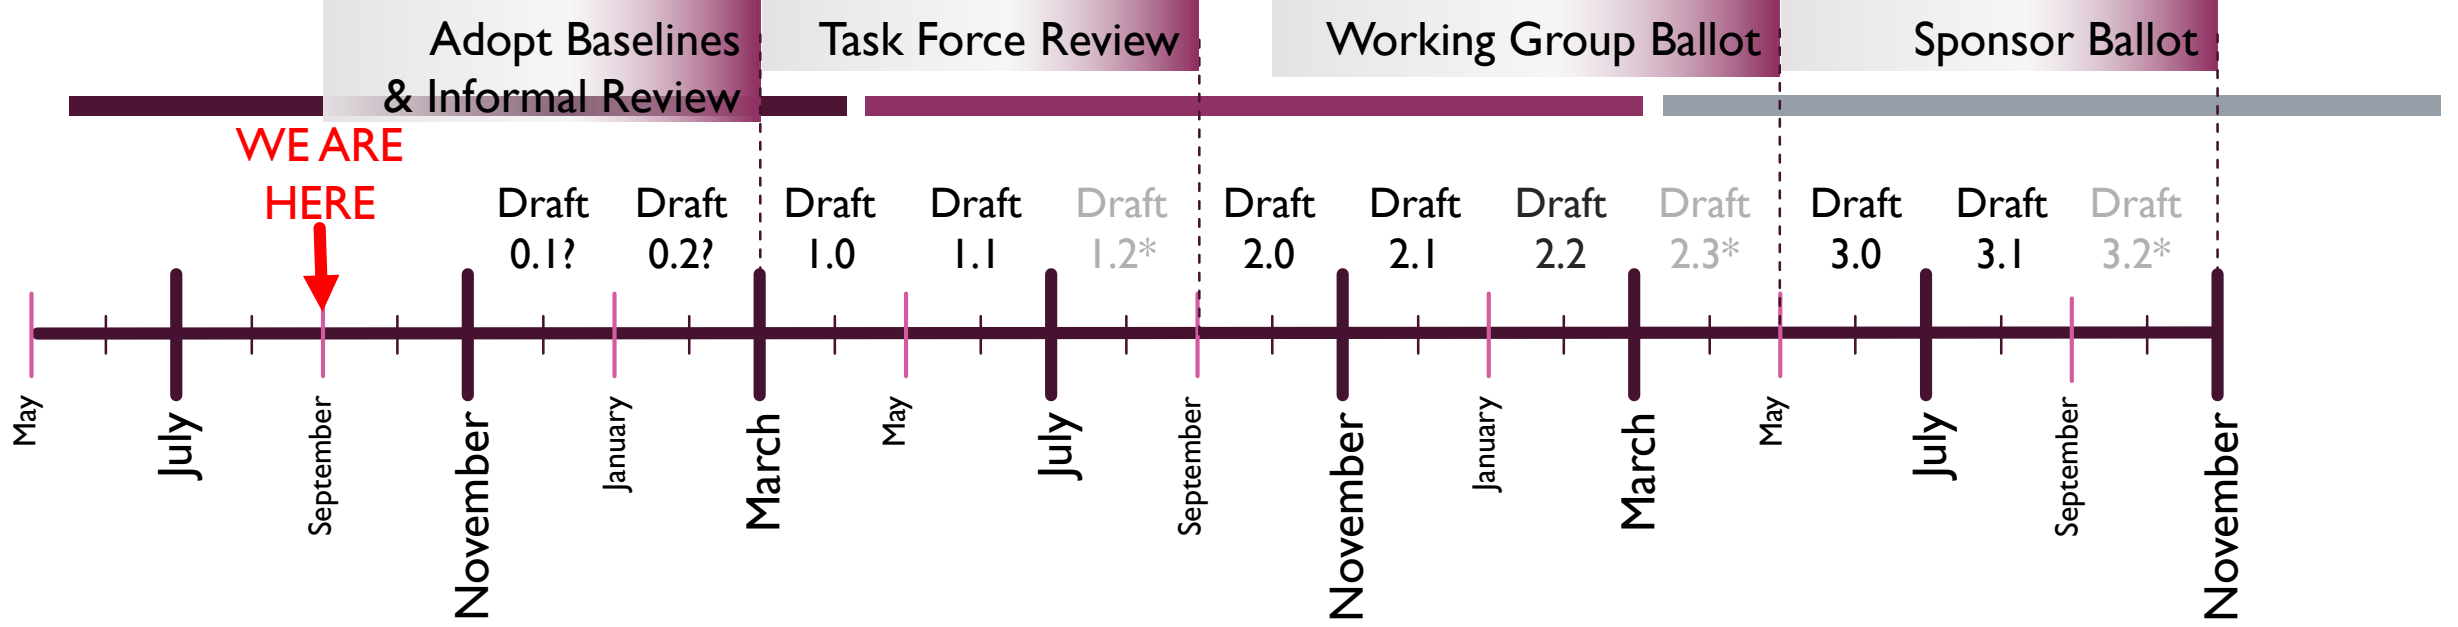 Adopt Baselines
& Informal Review
Task Force Review
Working Group Ballot
Sponsor Ballot
WE ARE
HERE
Draft
0.1?
Draft
0.2?
Draft
1.0
Draft
1.1
Draft
1.2*
Draft
2.0
Draft
2.1
Draft
2.2
Draft
2.3*
Draft
3.0
Draft
3.1
Draft
3.2*
May
July
September
November
January
March
May
July
September
November
January
March
May
July
September
November